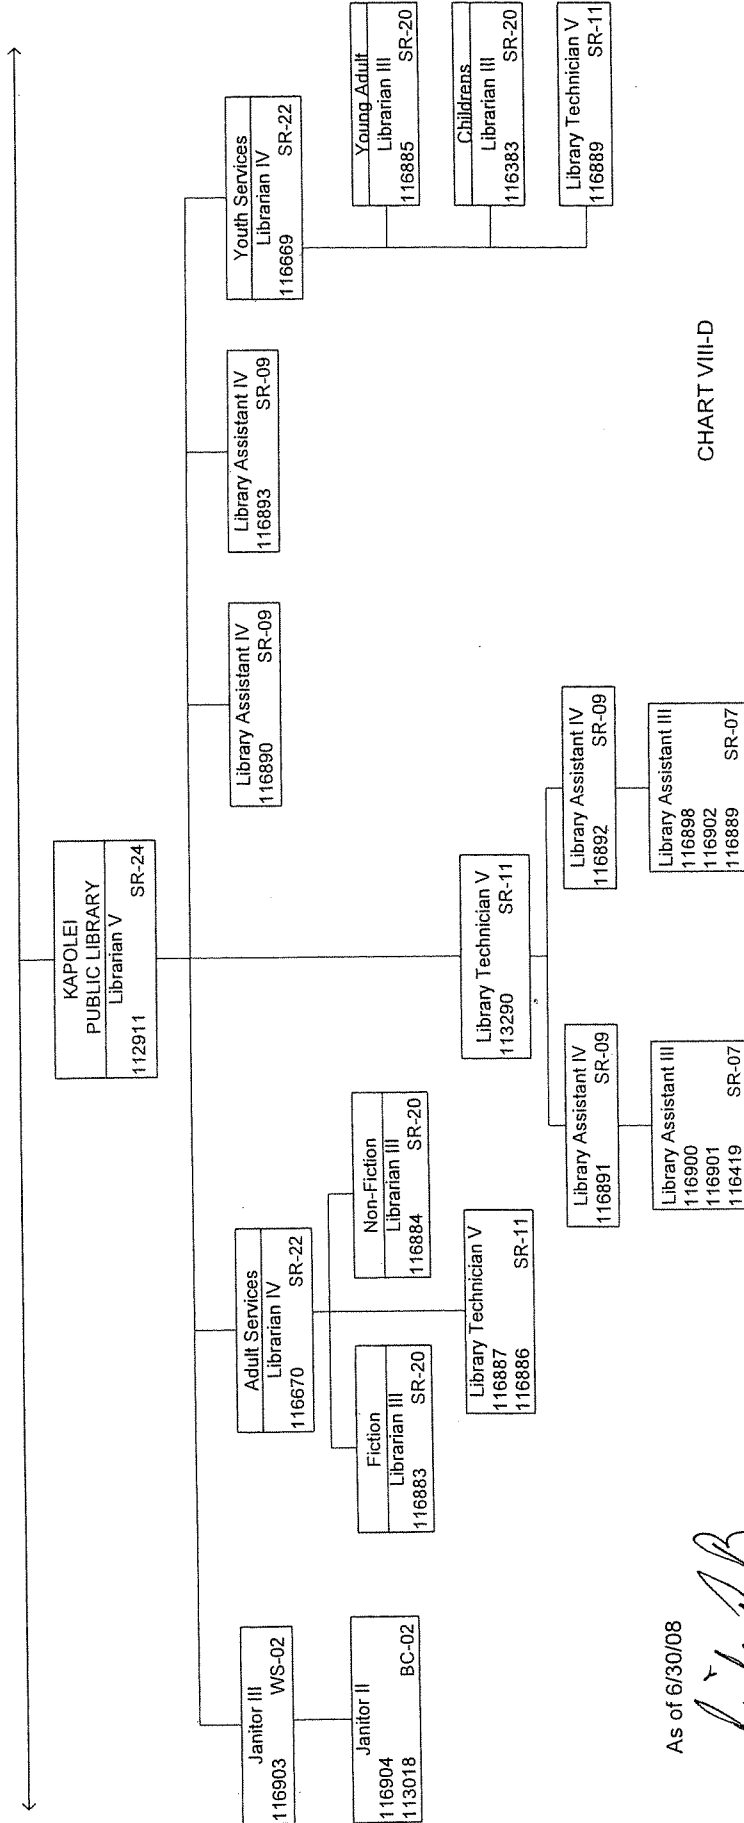 KAPOLEI
PUBLIC LIBRARY
Librarian V
112911 SR-24
Janitor III
116903 WS-02
Janitor II
116904
113018 BC-02
Adult Services
Librarian IV
116670 SR-22
Fiction
Librarian III
116883 SR-20
Non-Fiction
Librarian III
116884 SR-20
Library Technician V
116887
116886 SR-11
Library Technician V
113290 SR-11
Library Assistant IV
116891 SR-09
Library Assistant III
116900
116901
116419 SR-07
Library Assistant IV
116892 SR-09
Library Assistant III
116898
116902
116889 SR-07
Library Assistant IV
116890 SR-09
Library Assistant IV
116893 SR-09
Youth Services
Librarian IV
116669 SR-22
Young Adult
Librarian III
116885 SR-20
Childrens
Librarian III
116383 SR-20
Library Technician V
116889 SR-11
As of 6/30/08
CHART VIII-D